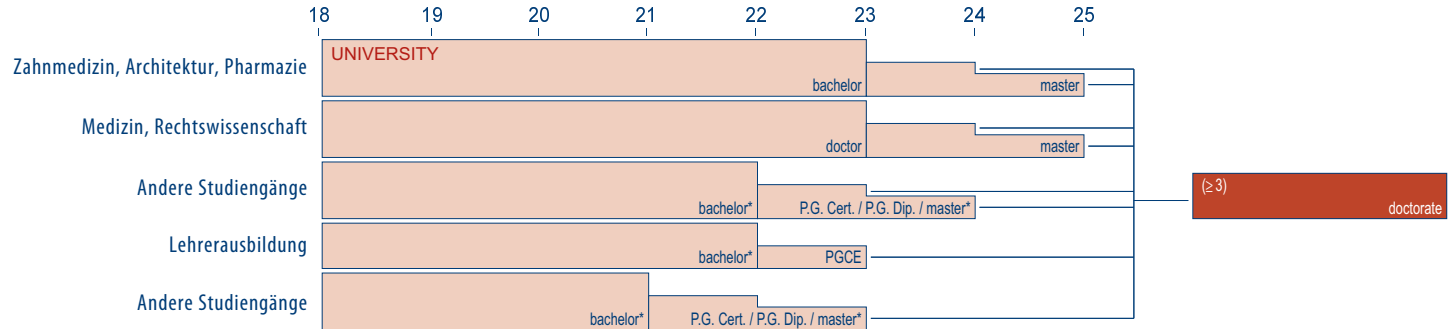 18 19 20 21 22 23 24 25
Zahnmedizin, Architektur, Pharmazie
UNIVERSITY
bachelor
master
Medizin, Rechtswissenschaft
doctor
master
Andere Studiengänge
bachelor*
P.G. Cert. / P.G. Dip. / master*
(≥ 3)
doctorate
Lehrerausbildung
bachelor*
PGCE
Andere Studiengänge
bachelor*
P.G. Cert. / P.G. Dip. / master*